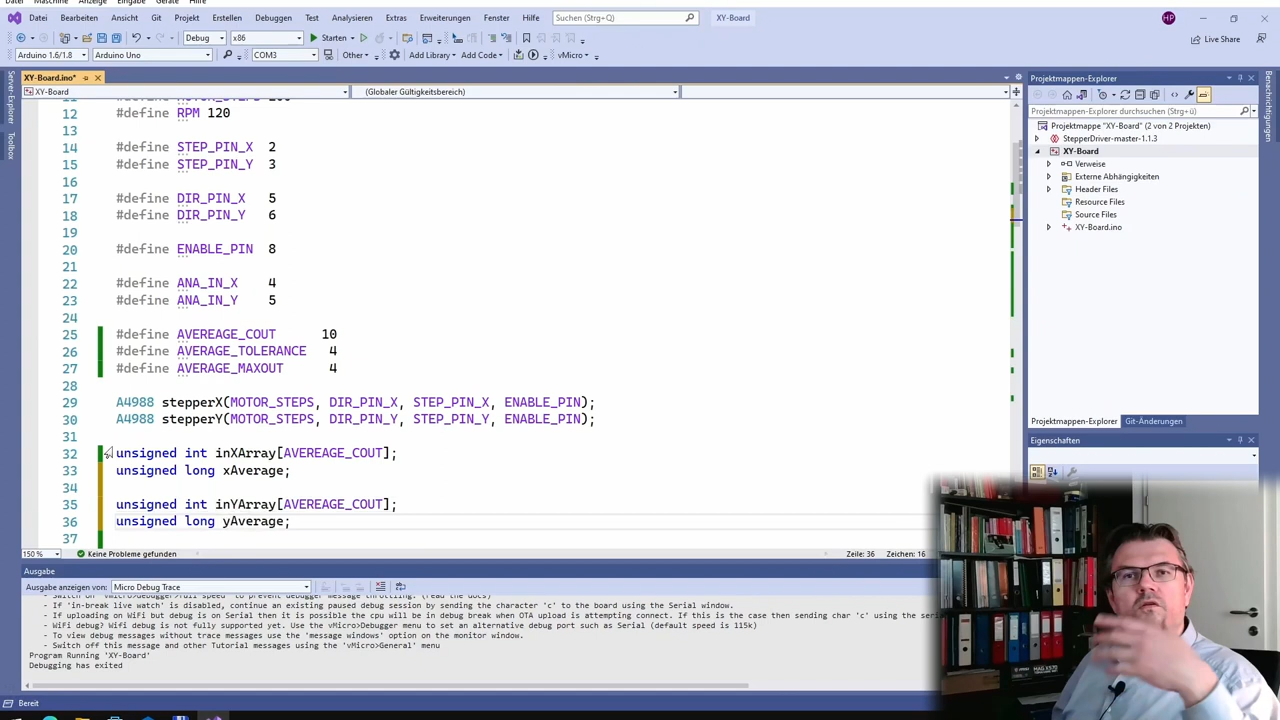 Datei Bearbeiten Ansicht Git Projekt Erstellen Debuggen Test Analysieren Extras Erweiterungen Fenster Hilfe Suchen (Strg+Q) XY-Board HP
Debug x86 Starten
Live Share
Arduino 1.6/1.8 Arduino Uno COM3 Other Add Library Add Code vMicro
XY-Board.ino*
XY-Board (Globaler Gültigkeitsbereich)
Server-Explorer
Toolbox
12 #define RPM 120
13
14 #define STEP_PIN_X 2
15 #define STEP_PIN_Y 3
16
17 #define DIR_PIN_X 5
18 #define DIR_PIN_Y 6
19
20 #define ENABLE_PIN 8
21
22 #define ANA_IN_X 4
23 #define ANA_IN_Y 5
24
25 #define AVEREAGE_COUT 10
26 #define AVERAGE_TOLERANCE 4
27 #define AVERAGE_MAXOUT 4
28
29 A4988 stepperX(MOTOR_STEPS, DIR_PIN_X, STEP_PIN_X, ENABLE_PIN);
30 A4988 stepperY(MOTOR_STEPS, DIR_PIN_Y, STEP_PIN_Y, ENABLE_PIN);
31
32 unsigned int inXArray[AVEREAGE_COUT];
33 unsigned long xAverage;
34
35 unsigned int inYArray[AVEREAGE_COUT];
36 unsigned long yAverage;
37
150 % Keine Probleme gefunden Zeile: 36 Zeichen: 16
Ausgabe
Ausgabe anzeigen von: Micro Debug Trace
- If 'in-break live watch' is disabled, continue an existing paused debug session by sending the character 'c' to the board using the Serial window.
- If uploading on WiFi but debug is on Serial then it is possible the cpu will be in debug break when OTA upload is attempting connect. If this is the case then sending char 'c' using the seri
- WiFi debug? Wifi debug is not fully supported yet. Use the vMicro>Debugger menu to set an alternative debug port such as Serial (default speed is 115k)
- To view debug messages without trace messages use the 'message windows' option on the monitor window.
- Switch off this message and other Tutorial messages using the 'vMicro>General' menu
Program Running 'XY-Board'
Debugging has exited
Bereit
Projektmappen-Explorer
Projektmappen-Explorer durchsuchen (Strg+ü)
Projektmappe "XY-Board" (2 von 2 Projekten)
StepperDriver-master-1.1.3
XY-Board
Verweise
Externe Abhängigkeiten
Header Files
Resource Files
Source Files
XY-Board.ino
Projektmappen-Explorer Git-Änderungen
Eigenschaften
Benachrichtigungen